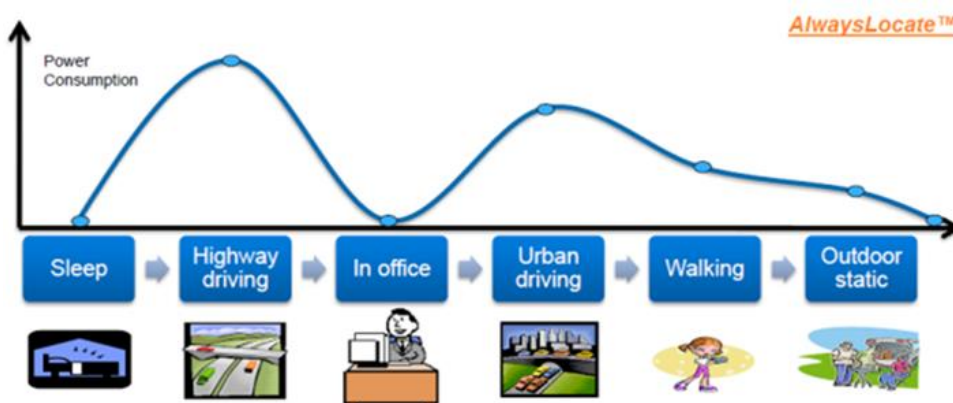 AlwaysLocate™
Power
Consumption
Sleep
Highway
driving
In office
Urban
driving
Walking
Outdoor
static